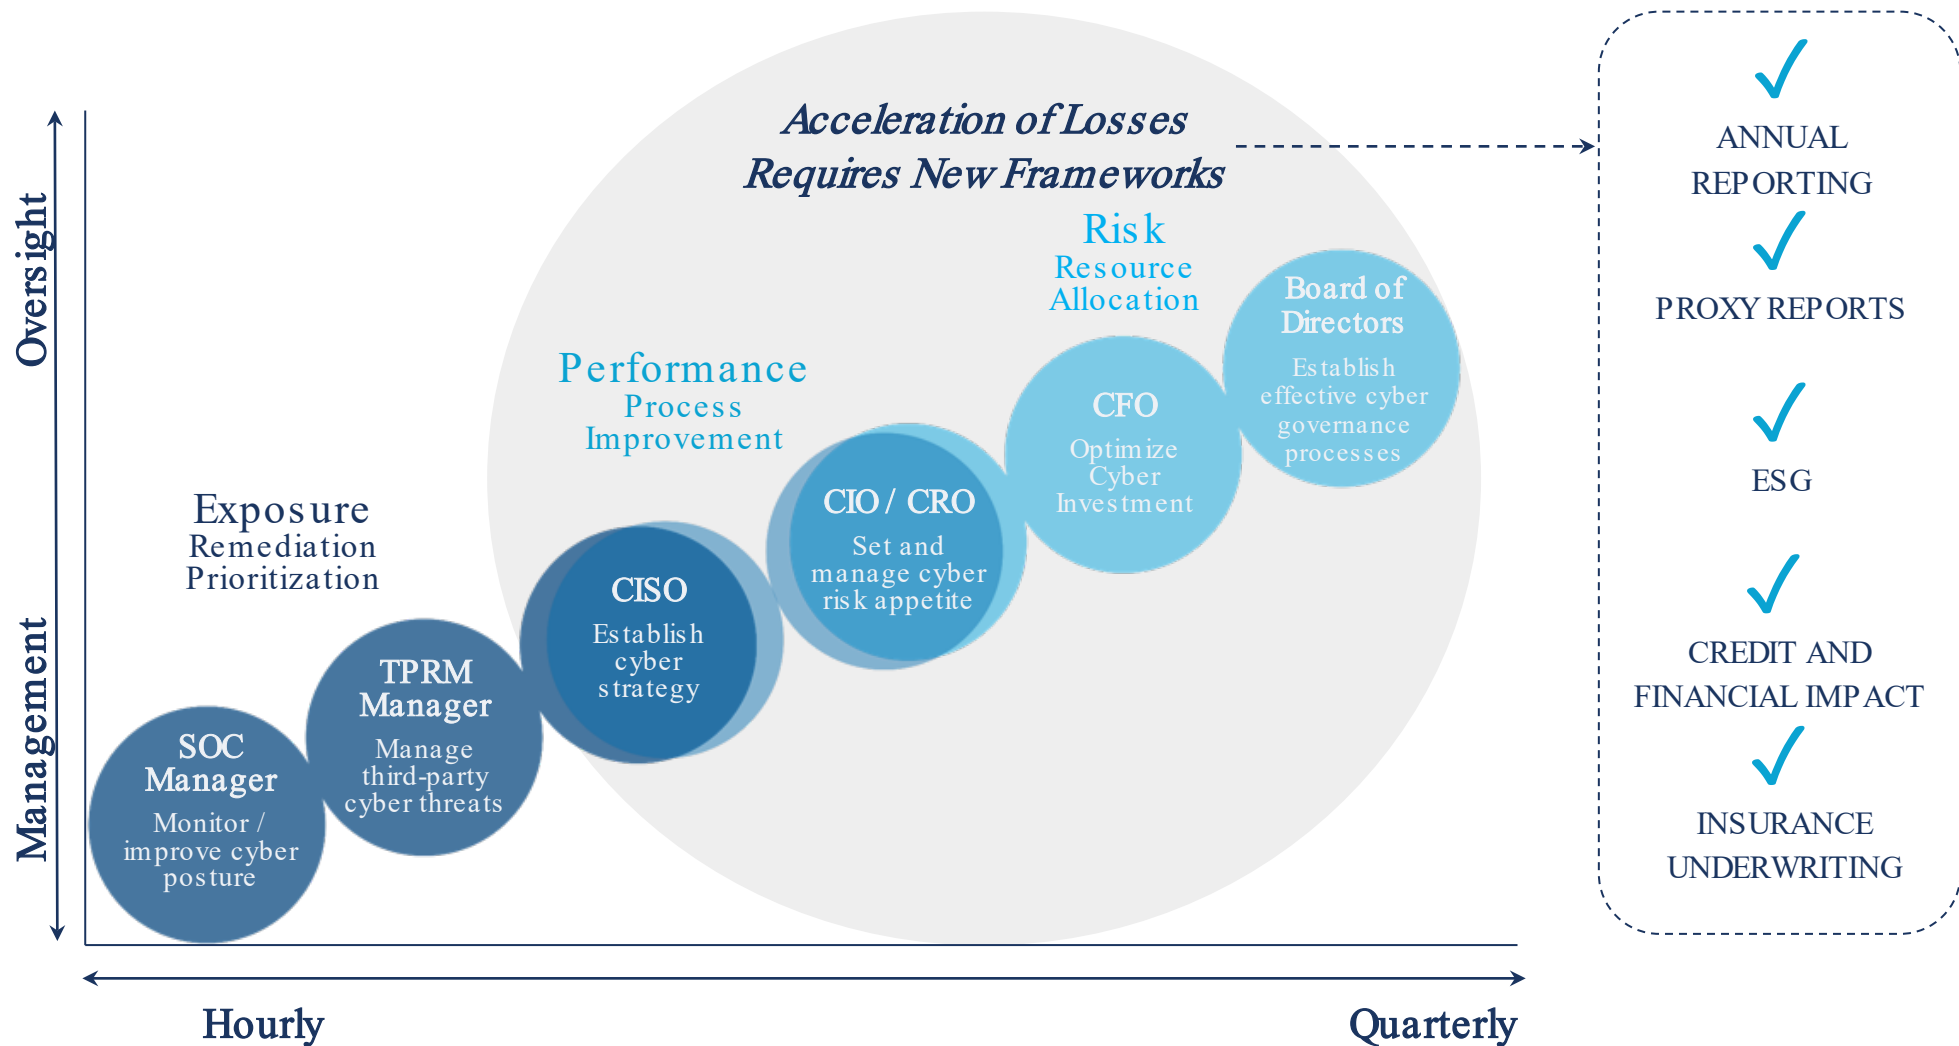 Acceleration of Losses
Requires New Frameworks
Oversight
Management
Exposure
Remediation
Prioritization
Performance
Process
Improvement
Risk
Resource
Allocation
SOC
Manager
Monitor /
improve cyber
posture
TPRM
Manager
Manage
third-party
cyber threats
CISO
Establish
cyber
strategy
CIO / CRO
Set and
manage cyber
risk appetite
CFO
Optimize
Cyber
Investment
Board of
Directors
Establish
effective cyber
governance
processes
Hourly
Quarterly
ANNUAL
REPORTING
PROXY REPORTS
ESG
CREDIT AND
FINANCIAL IMPACT
INSURANCE
UNDERWRITING